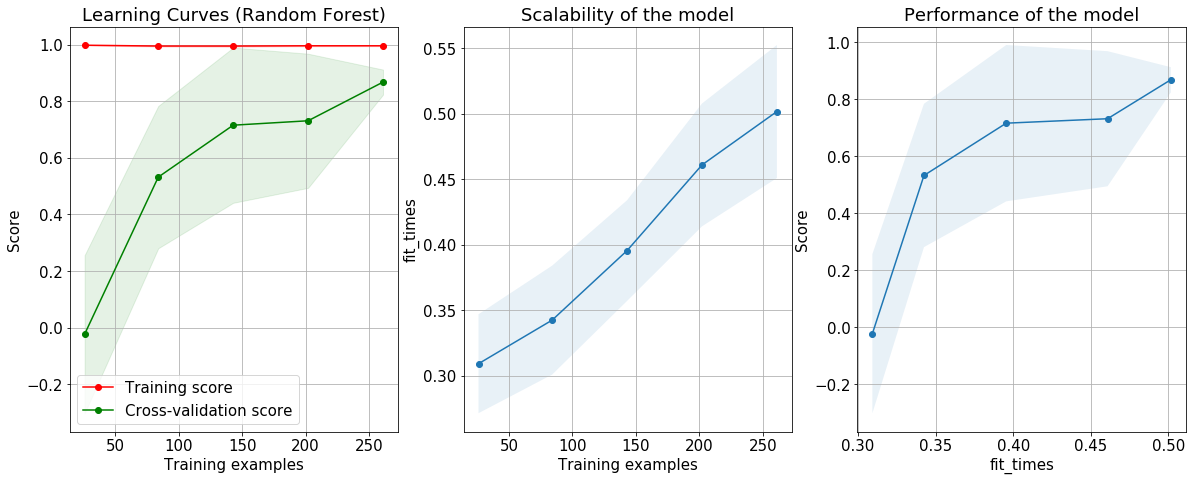 Learning Curves (Random Forest)
1.0
0.8
0.6
0.4
0.2
0.0
−0.2
Score
Training score
Cross-validation score
50 100 150 200 250
Training examples
Scalability of the model
0.55
0.50
0.45
0.40
0.35
0.30
fit_times
50 100 150 200 250
Training examples
Performance of the model
1.0
0.8
0.6
0.4
0.2
0.0
−0.2
Score
0.30 0.35 0.40 0.45 0.50
fit_times